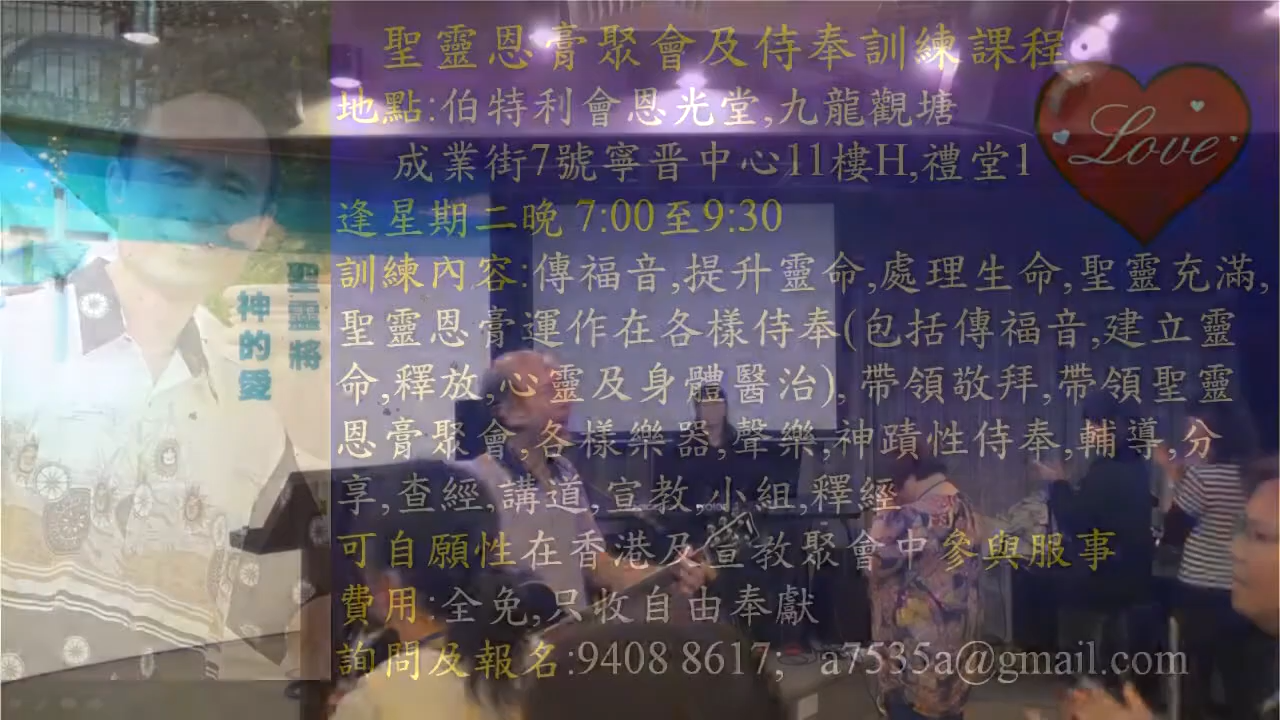 聖靈恩膏聚會及侍奉訓練課程
地點:伯特利會恩光堂,九龍觀塘
成業街7號寧晋中心11樓H,禮堂1
Love
逢星期二晚 7:00至9:30
訓練內容:傳福音,提升靈命,處理生命,聖靈充滿,
聖靈恩膏運作在各樣侍奉(包括傳福音,建立靈
命,釋放,心靈及身體醫治), 帶領敬拜,帶領聖靈
恩膏聚會,各樣樂器,聲樂,神蹟性侍奉,輔導,分
享,查經,講道,宣教,小組,釋經
可自願性在香港及宣教聚會中參與服事
費用:全免,只收自由奉獻
詢問及報名:9408 8617; a7535a@gmail.com
聖靈將
神的愛